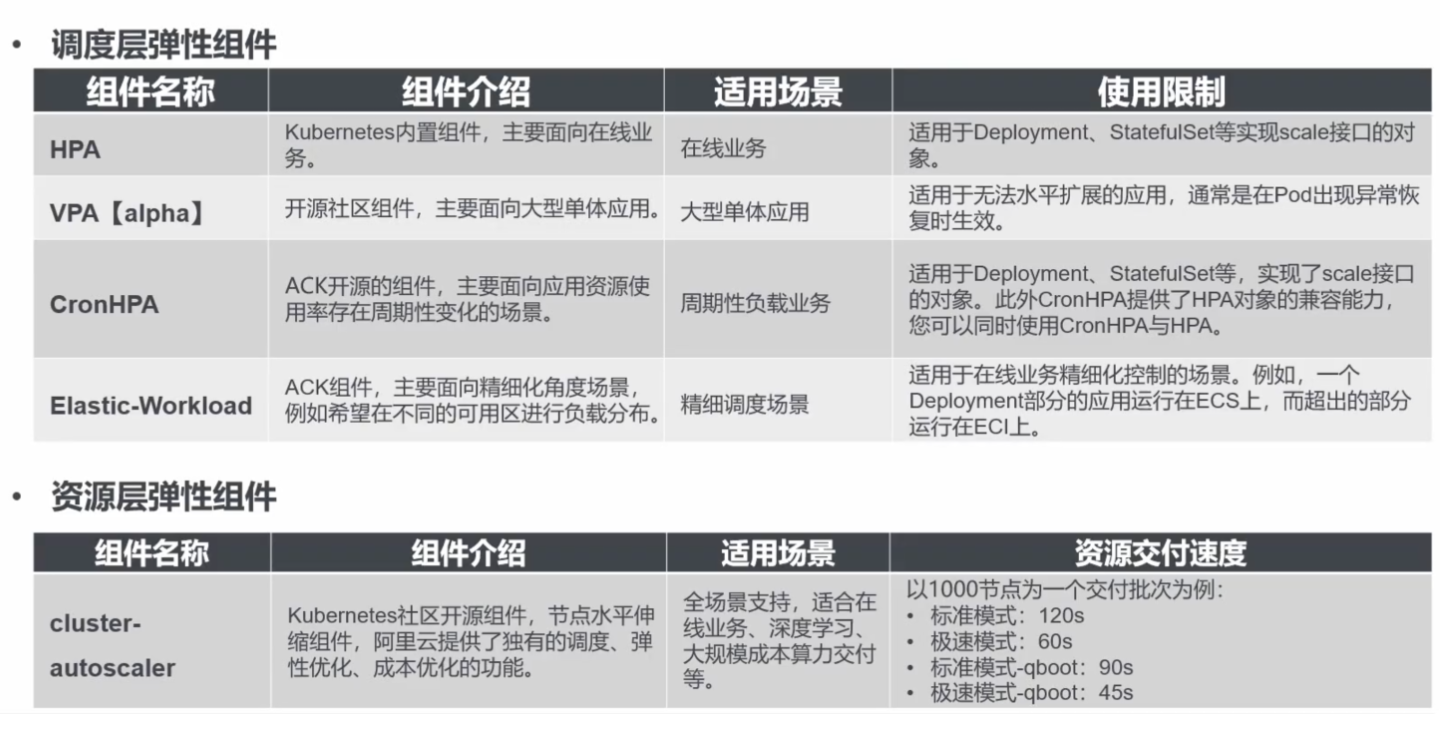 • 调度层弹性组件
组件名称 组件介绍 适用场景 使用限制
HPA
Kubernetes内置组件，主要面向在线业
务。
在线业务
适用于Deployment、StatefulSet等实现scale接口的对
象。
VPA【alpha】
开源社区组件，主要面向大型单体应用。
大型单体应用
适用于无法水平扩展的应用，通常是在Pod出现异常恢
复时生效。
CronHPA
ACK开源的组件，主要面向应用资源使
用率存在周期性变化的场景。
周期性负载业务
适用于Deployment、StatefulSet等，实现了scale接口
的对象。此外CronHPA提供了HPA对象的兼容能力，
您可以同时使用CronHPA与HPA。
Elastic-Workload
ACK组件，主要面向精细化角度场景，
例如希望在不同的可用区进行负载分布。
精细调度场景
适用于在线业务精细化控制的场景。例如，一个
Deployment部分的应用运行在ECS上，而超出的部分
运行在ECI上。
• 资源层弹性组件
组件名称 组件介绍 适用场景 资源交付速度
cluster-
autoscaler
Kubernetes社区开源组件，节点水平伸
缩组件，阿里云提供了独有的调度、弹
性优化、成本优化的功能。
全场景支持，适合在
线业务、深度学习、
大规模成本算力交付
等。
以1000节点为一个交付批次为例：
• 标准模式：120s
• 极速模式：60s
• 标准模式-qboot：90s
• 极速模式-qboot：45s